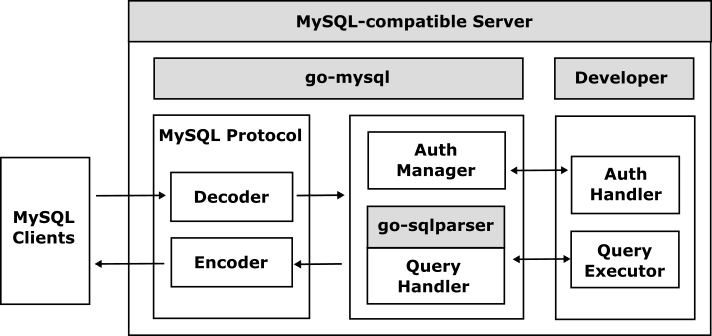 MySQL-compatible Server
go-mysql
Developer
MySQL Protocol
Auth
Manager
Auth
Handler
Decoder
MySQL
Clients
go-sqlparser
Query
Handler
Query
Executor
Encoder